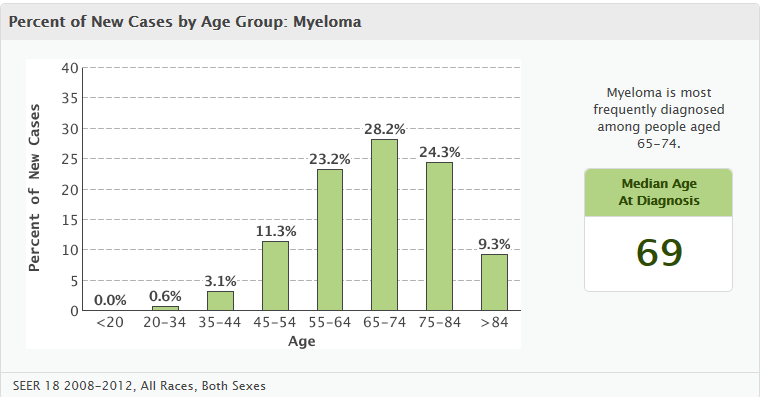 Percent of New Cases by Age Group: Myeloma
Percent of New Cases
40
35
30
25
20
15
10
5
0
0.0%
0.6%
3.1%
11.3%
23.2%
28.2%
24.3%
9.3%
<20 20-34 35-44 45-54 55-64 65-74 75-84 >84
Age
Myeloma is most
frequently diagnosed
among people aged
65-74.
Median Age
At Diagnosis
69
SEER 18 2008-2012, All Races, Both Sexes